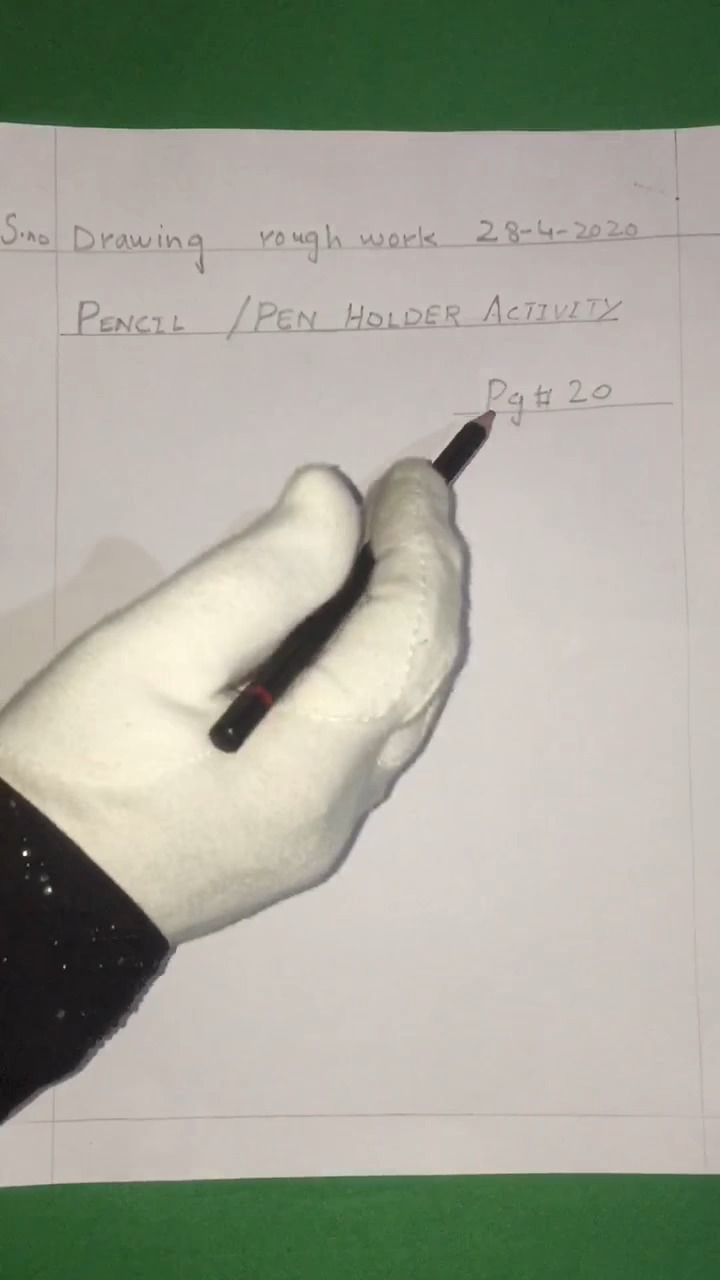 S.no Drawing rough work 28-4-2020
PENCIL /PEN HOLDER ACTIVITY
Pg # 20